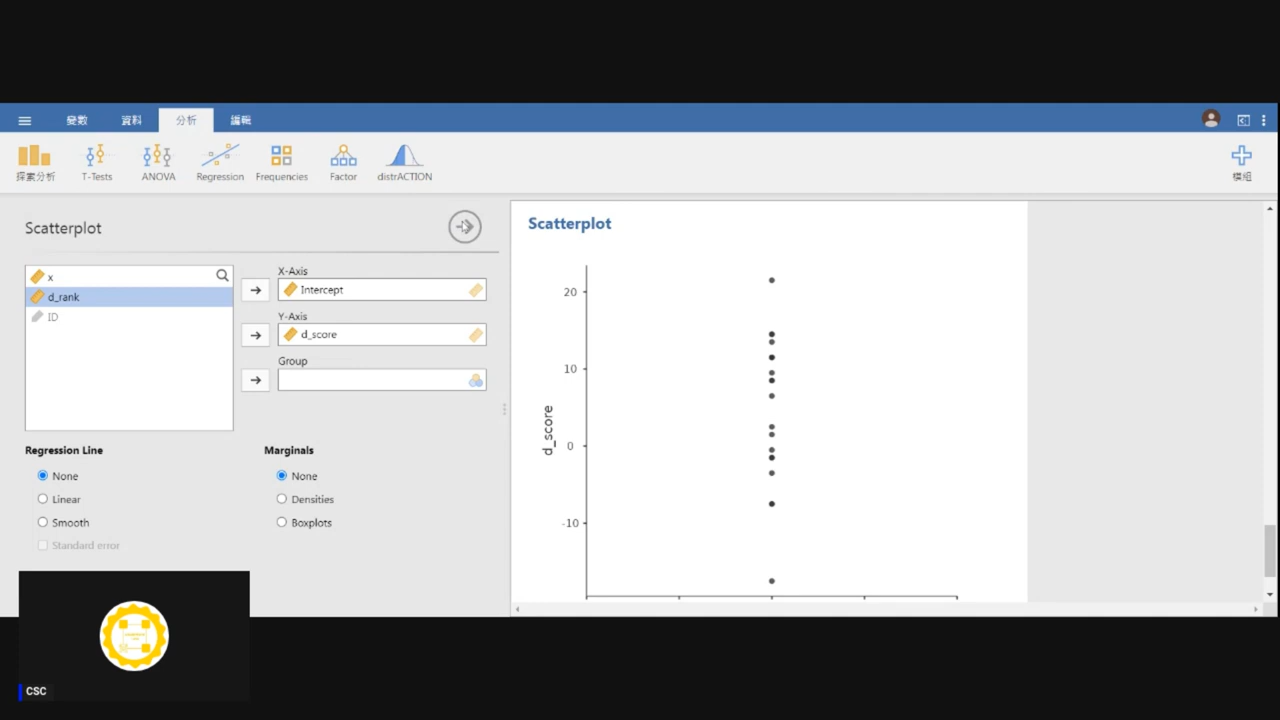 變數 資料 分析 編輯
探索分析 T-Tests ANOVA Regression Frequencies Factor distrACTION 模組
Scatterplot
x
d_rank
ID
X-Axis
Intercept
Y-Axis
d_score
Group
Regression Line
None
Linear
Smooth
Standard error
Marginals
None
Densities
Boxplots
Scatterplot
20
10
0
-10
d_score
CSC